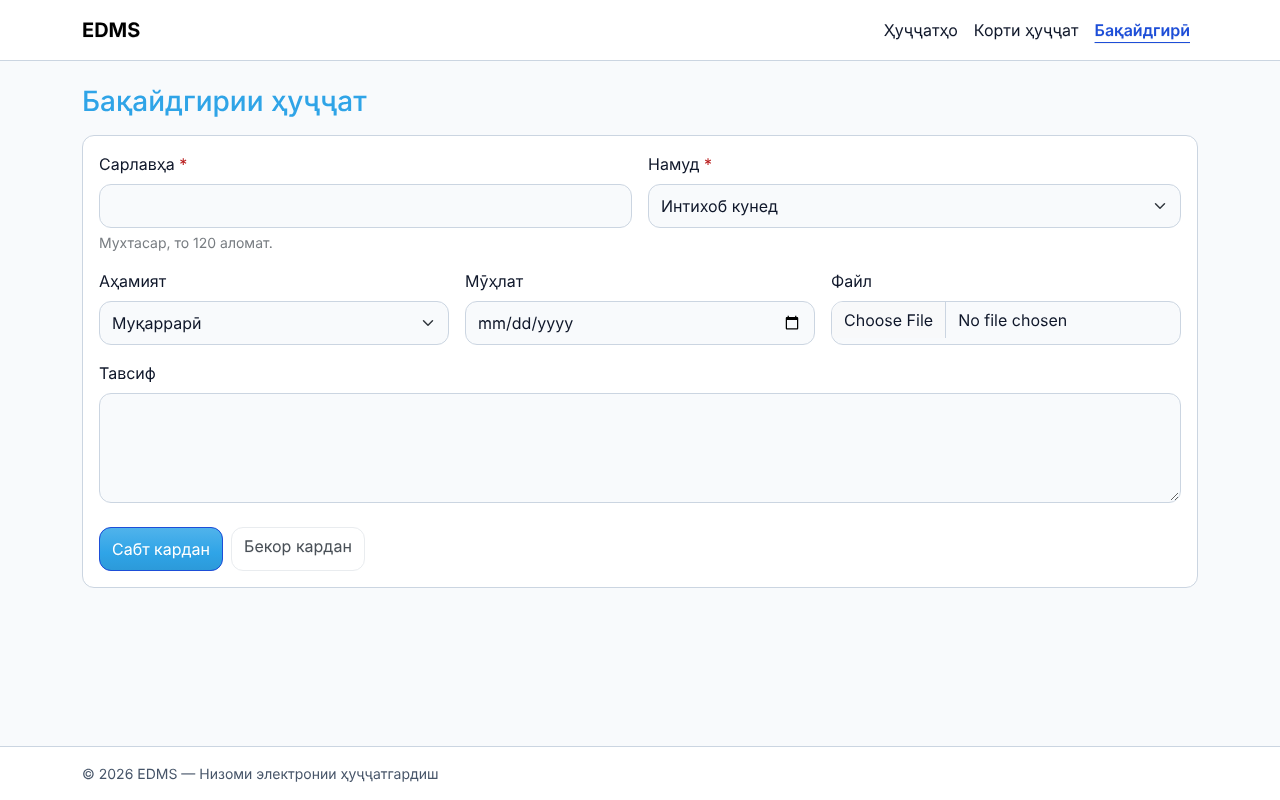 EDMS
Ҳуҷҷатҳо Корти ҳуҷҷат Бақайдгирӣ
Бақайдгирии ҳуҷҷат
Сарлавҳа * Намуд *
Интихоб кунед
Мухтасар, то 120 аломат.
Аҳамият Мӯҳлат Файл
Муқаррарӣ mm/dd/yyyy Choose File No file chosen
Тавсиф
Сабт кардан Бекор кардан
© 2026 EDMS — Низоми электронии ҳуҷҷатгардиш